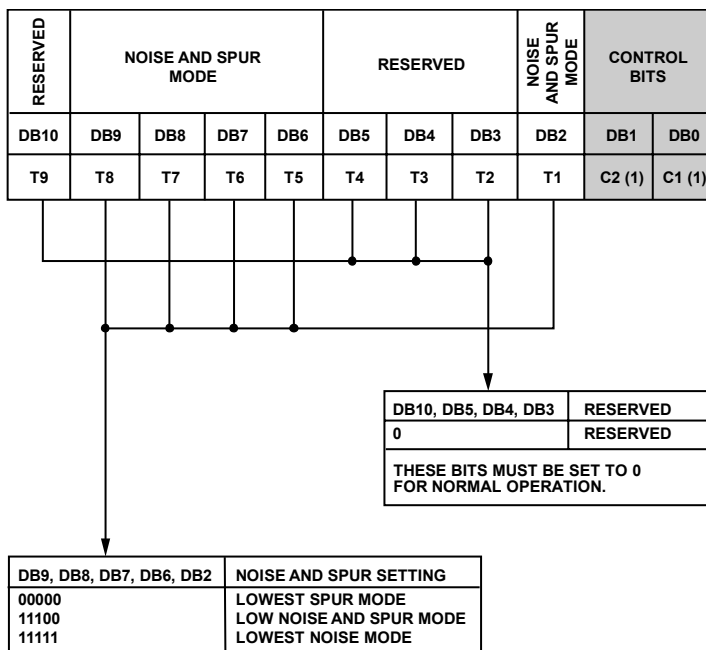 RESERVED
NOISE AND SPUR
MODE
RESERVED
NOISE
AND SPUR
MODE
CONTROL
BITS
DB10 DB9 DB8 DB7 DB6 DB5 DB4 DB3 DB2 DB1 DB0
T9 T8 T7 T6 T5 T4 T3 T2 T1 C2 (1) C1 (1)
DB10, DB5, DB4, DB3 RESERVED
0 RESERVED
THESE BITS MUST BE SET TO 0
FOR NORMAL OPERATION.
DB9, DB8, DB7, DB6, DB2 NOISE AND SPUR SETTING
00000 LOWEST SPUR MODE
11100 LOW NOISE AND SPUR MODE
11111 LOWEST NOISE MODE